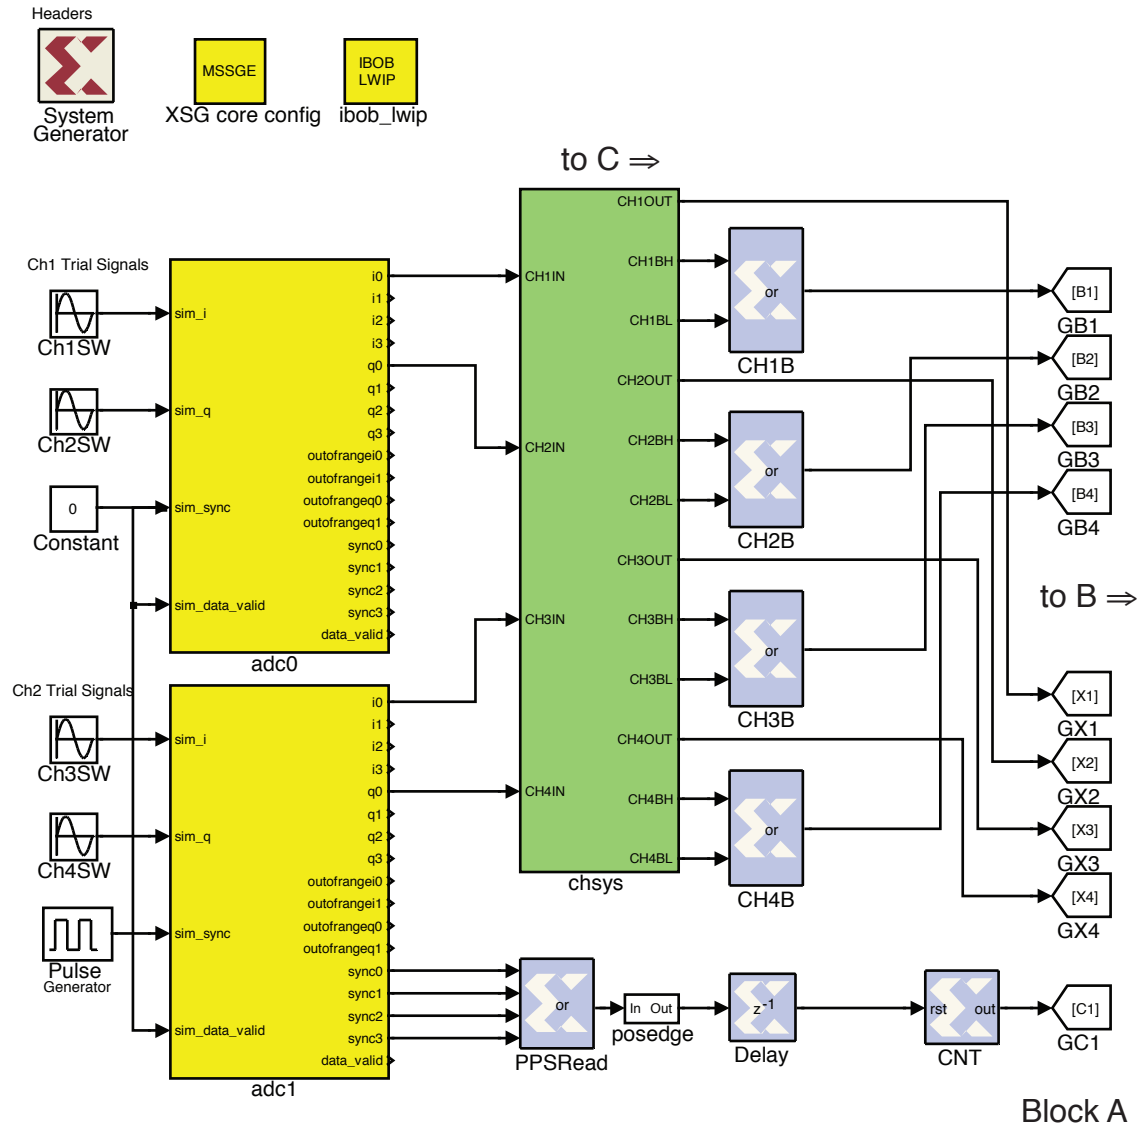 Headers
System
Generator
MSSGE
XSG core config
IBOB
LWIP
ibob_lwip
to C ⇒
Ch1 Trial Signals
Ch1SW
Ch2SW
0
Constant
sim_i
sim_q
sim_sync
sim_data_valid
i0
i1
i2
i3
q0
q1
q2
q3
outofrangei0
outofrangei1
outofrangeq0
outofrangeq1
sync0
sync1
sync2
sync3
data_valid
adc0
Ch2 Trial Signals
Ch3SW
Ch4SW
Pulse
Generator
sim_i
sim_q
sim_sync
sim_data_valid
i0
i1
i2
i3
q0
q1
q2
q3
outofrangei0
outofrangei1
outofrangeq0
outofrangeq1
sync0
sync1
sync2
sync3
data_valid
adc1
CH1IN
CH2IN
CH3IN
CH4IN
CH1OUT
CH1BH
CH1BL
CH2OUT
CH2BH
CH2BL
CH3OUT
CH3BH
CH3BL
CH4OUT
CH4BH
CH4BL
chsys
or
CH1B
or
CH2B
or
CH3B
or
CH4B
[B1]
GB1
[B2]
GB2
[B3]
GB3
[B4]
GB4
to B ⇒
[X1]
GX1
[X2]
GX2
[X3]
GX3
[X4]
GX4
or
PPSRead
In Out
posedge
z-1
Delay
rst out
CNT
[C1]
GC1
Block A